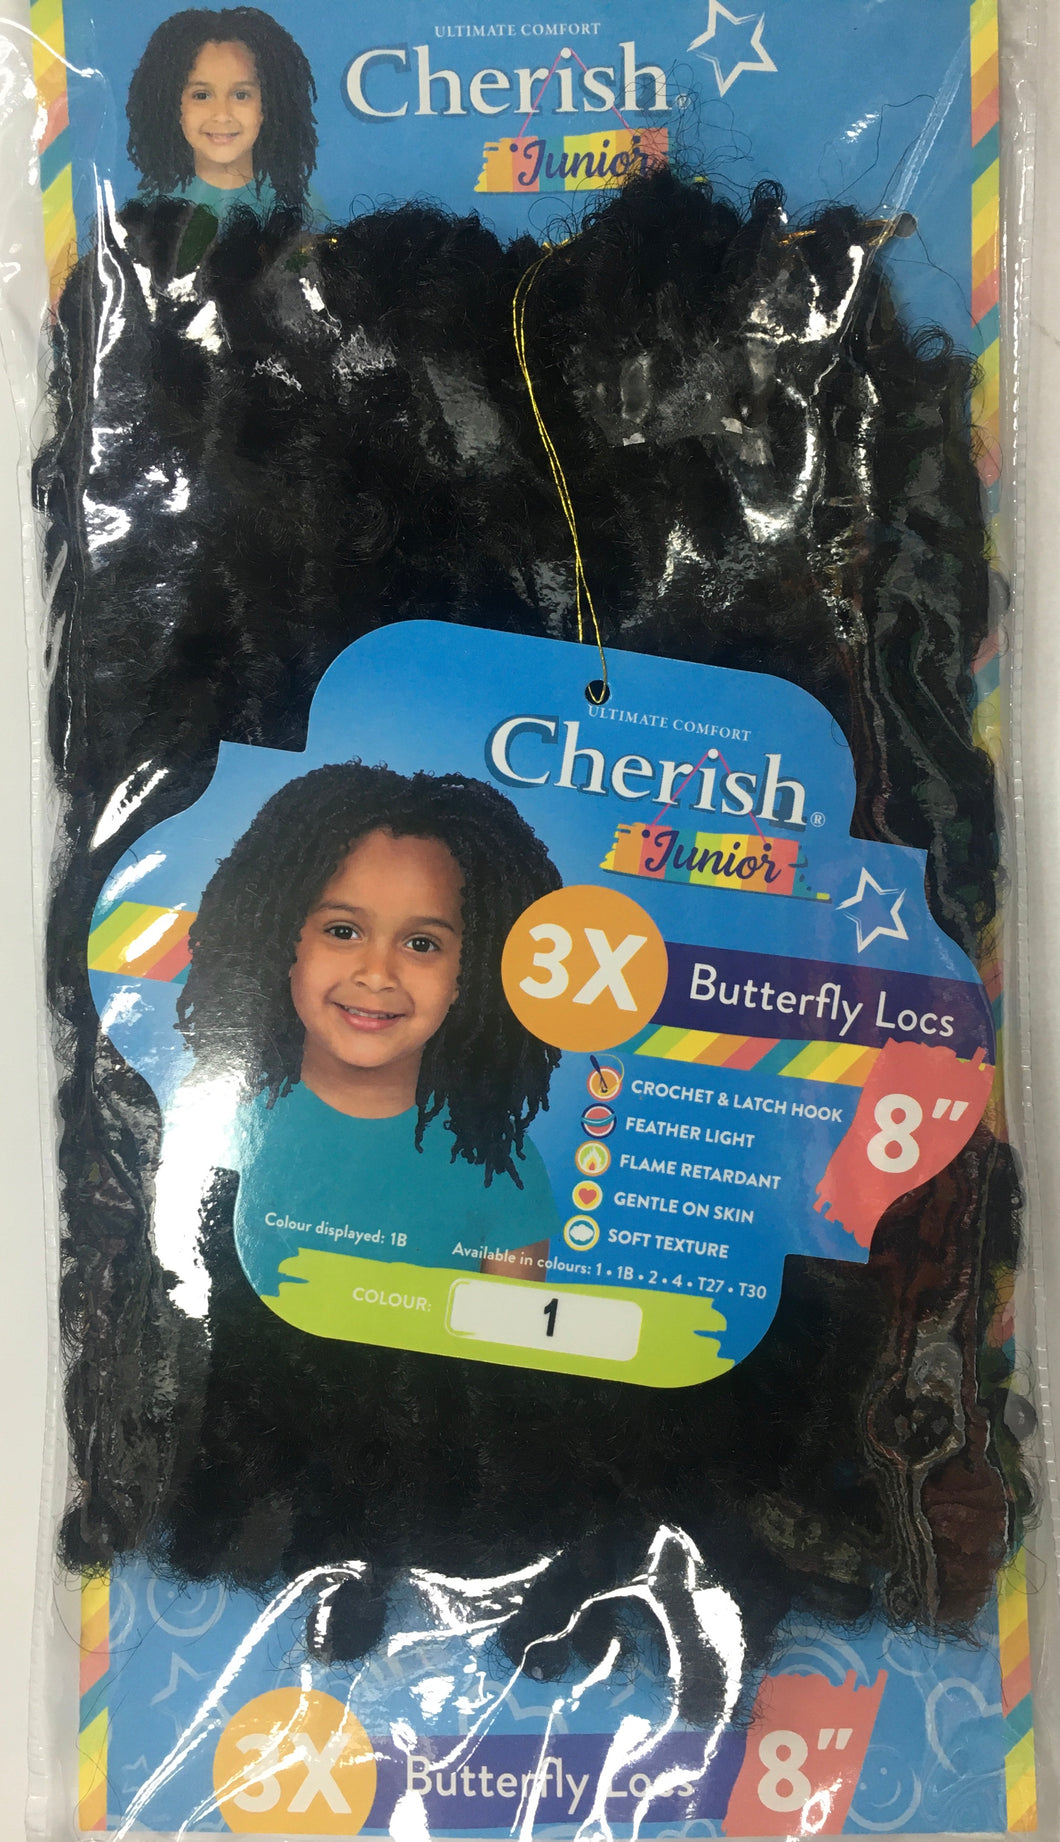 ULTIMATE COMFORT
Cherish®
Junior
ULTIMATE COMFORT
Cherish®
Junior
3X Butterfly Locs
8"
CROCHET & LATCH HOOK
FEATHER LIGHT
FLAME RETARDANT
GENTLE ON SKIN
SOFT TEXTURE
Colour displayed: 1B
Available in colours: 1 • 1B • 2 • 4 • T27 • T30
COLOUR: 1
3X Butterfly Locs 8"